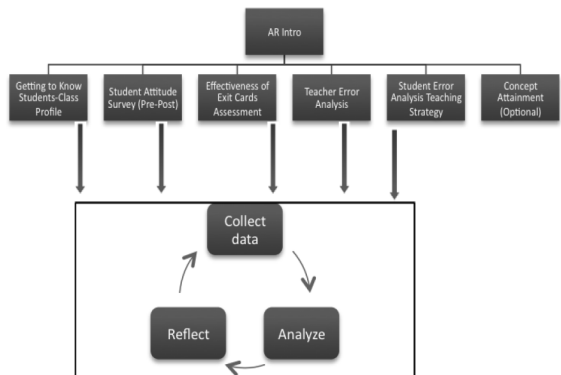 AR Intro
Getting to Know
Students-Class
Profile
Student Attitude
Survey (Pre-Post)
Effectiveness of
Exit Cards
Assessment
Teacher Error
Analysis
Student Error
Analysis Teaching
Strategy
Concept
Attainment
(Optional)
Collect
data
Reflect
Analyze